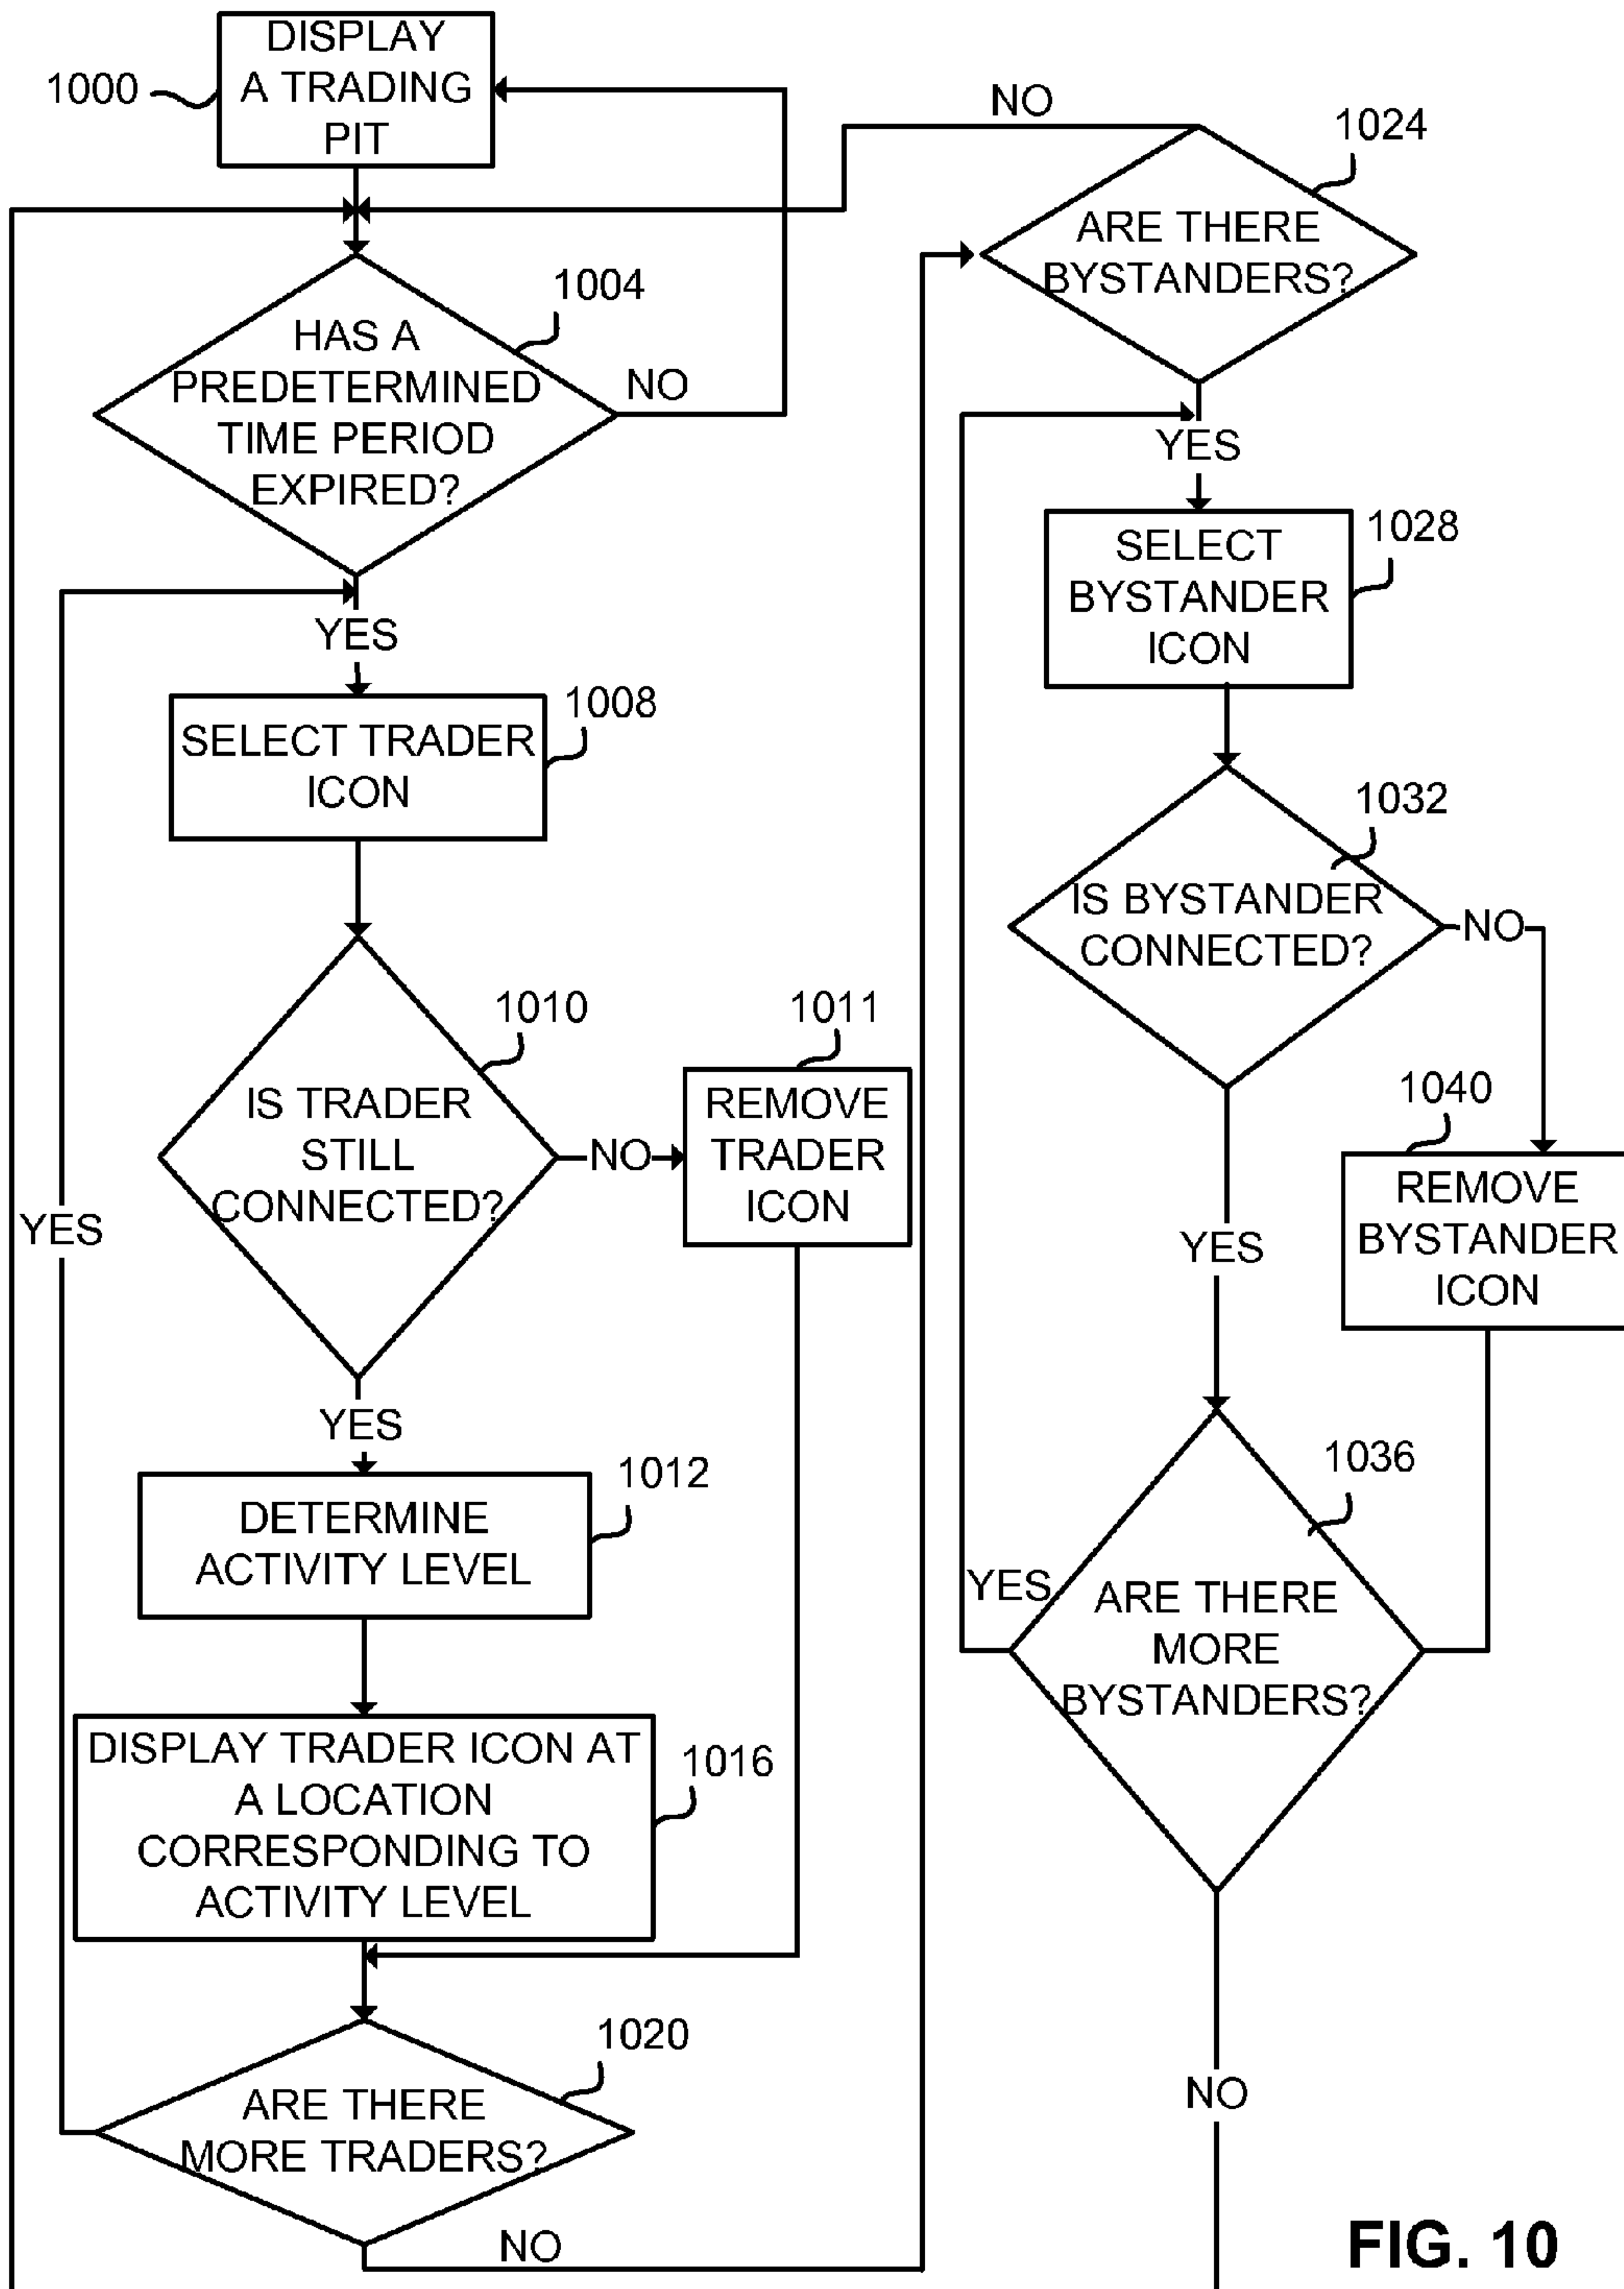 DISPLAY
A TRADING
PIT
1000
HAS A
PREDETERMINED
TIME PERIOD
EXPIRED?
1004
NO
YES
SELECT TRADER
ICON
1008
IS TRADER
STILL
CONNECTED?
1010
NO
REMOVE
TRADER
ICON
1011
YES
DETERMINE
ACTIVITY LEVEL
1012
DISPLAY TRADER ICON AT
A LOCATION
CORRESPONDING TO
ACTIVITY LEVEL
1016
ARE THERE
MORE TRADERS?
1020
YES
NO
ARE THERE
BYSTANDERS?
1024
NO
YES
SELECT
BYSTANDER
ICON
1028
IS BYSTANDER
CONNECTED?
1032
NO
REMOVE
BYSTANDER
ICON
1040
YES
ARE THERE
MORE
BYSTANDERS?
1036
YES
NO
FIG. 10